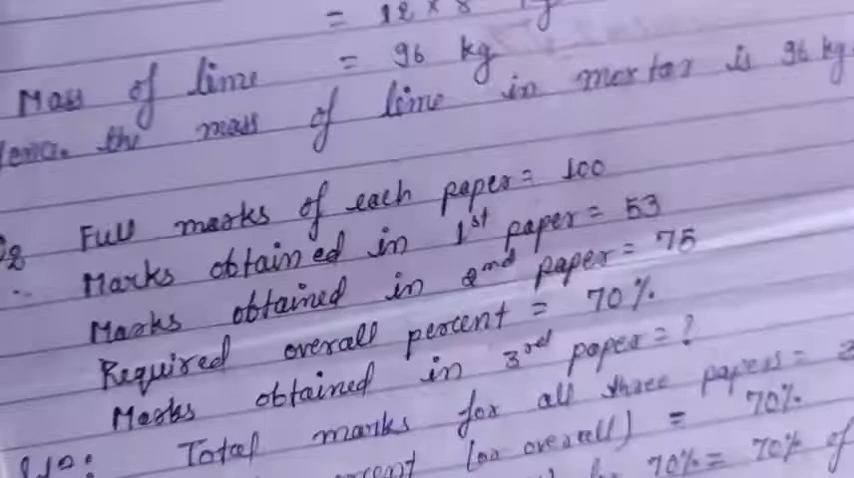 = 12 × 8
Mass of lime = 96 kg
the mass of lime in mortar is 96 kg
Full marks of each paper = 100
Marks obtained in 1st paper = 53
Marks obtained in 2nd paper = 75
Required overall percent = 70%
Marks obtained in 3rd paper = ?
Total marks for all three papers =
(or overall) = 70%
70% = 70% of